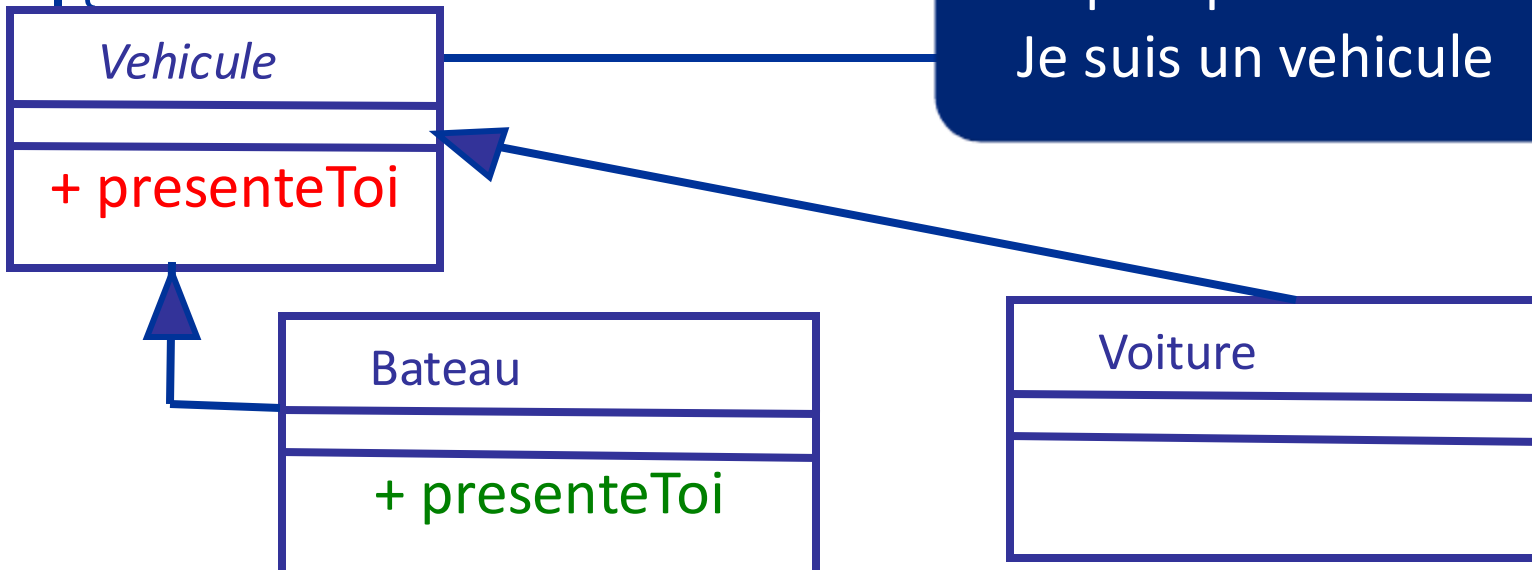 Vehicule
Je suis un vehicule
+ presenteToi
Bateau
Voiture
+ presenteToi